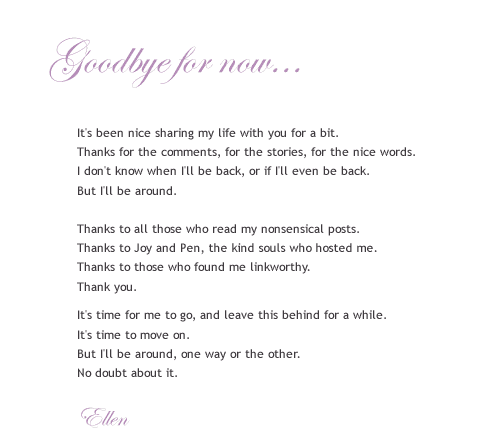 Goodbye for now...
It's been nice sharing my life with you for a bit.
Thanks for the comments, for the stories, for the nice words.
I don't know when I'll be back, or if I'll even be back.
But I'll be around.
Thanks to all those who read my nonsensical posts.
Thanks to Joy and Pen, the kind souls who hosted me.
Thanks to those who found me linkworthy.
Thank you.
It's time for me to go, and leave this behind for a while.
It's time to move on.
But I'll be around, one way or the other.
No doubt about it.
Ellen